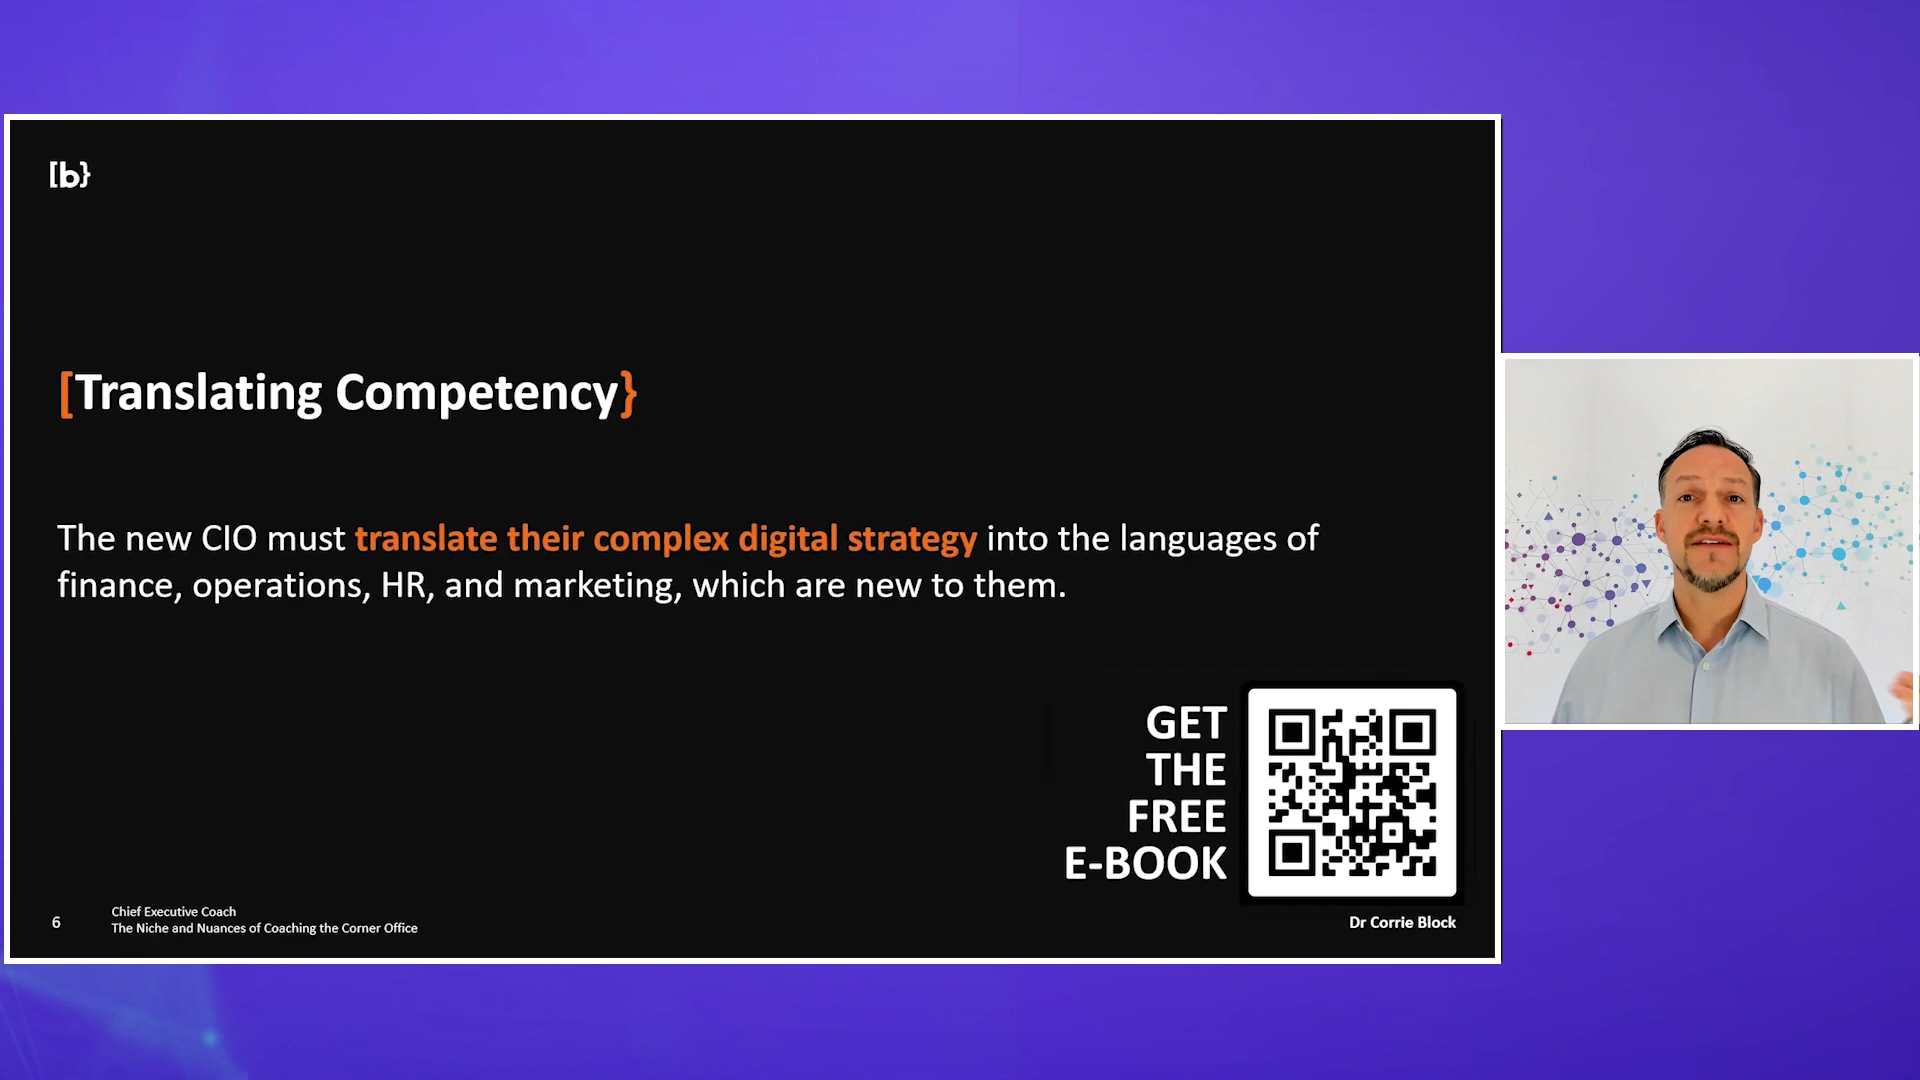 [b}
[Translating Competency}
The new CIO must translate their complex digital strategy into the languages of
finance, operations, HR, and marketing, which are new to them.
GET
THE
FREE
E-BOOK
6
Chief Executive Coach
The Niche and Nuances of Coaching the Corner Office
Dr Corrie Block